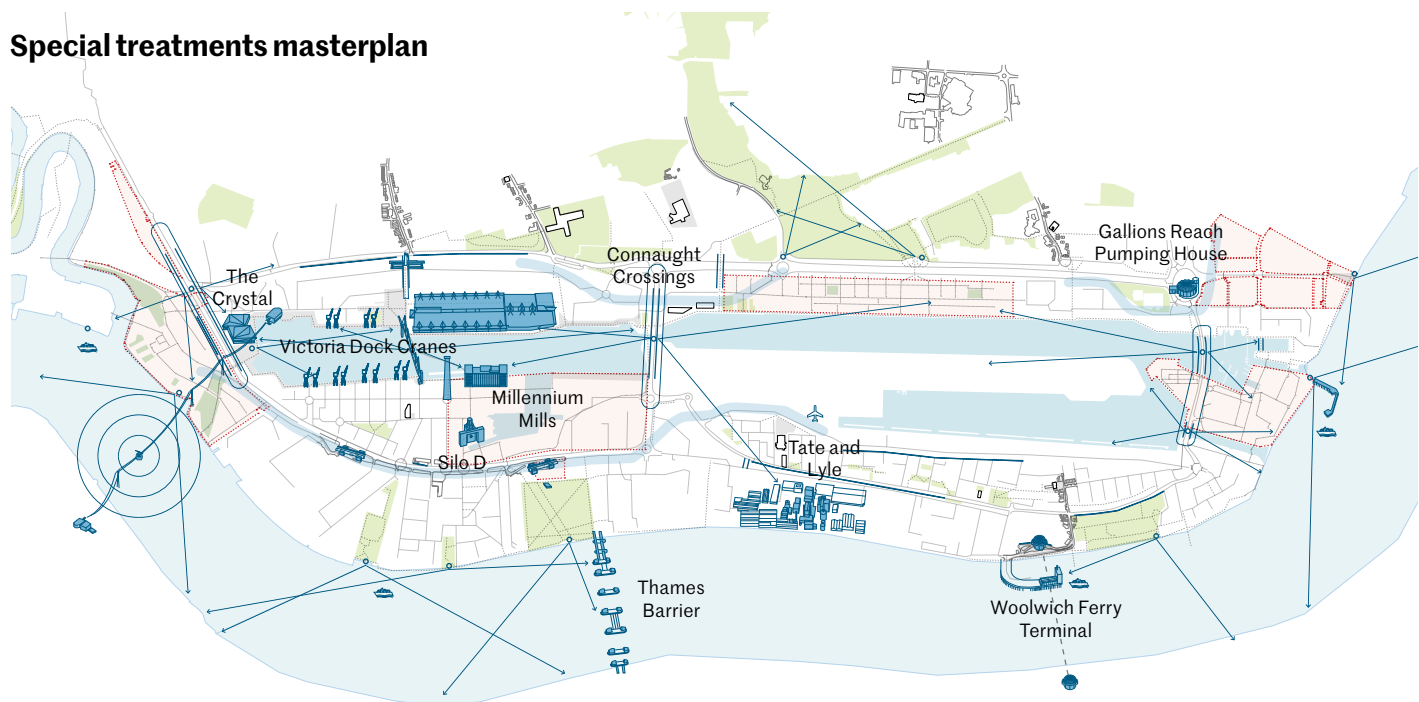 Special treatments masterplan
Gallions Reach
Pumping House
Connaught
Crossings
The
Crystal
Victoria Dock Cranes
Millennium
Mills
Tate and
Lyle
Silo D
Thames
Barrier
Woolwich Ferry
Terminal